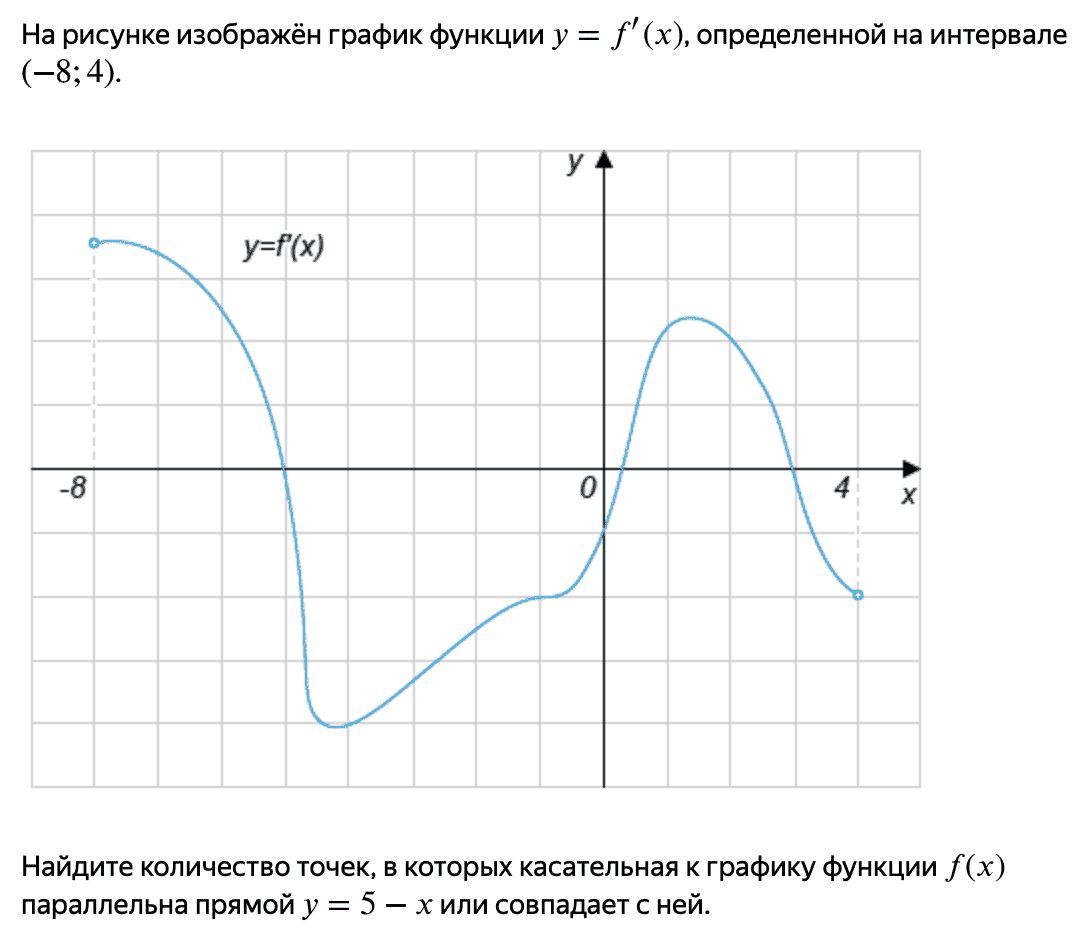 На рисунке изображён график функции y = f′(x), определенной на интервале
(−8; 4).
y
y=f'(x)
-8
0
4
x
Найдите количество точек, в которых касательная к графику функции f(x)
параллельна прямой y = 5 − x или совпадает с ней.